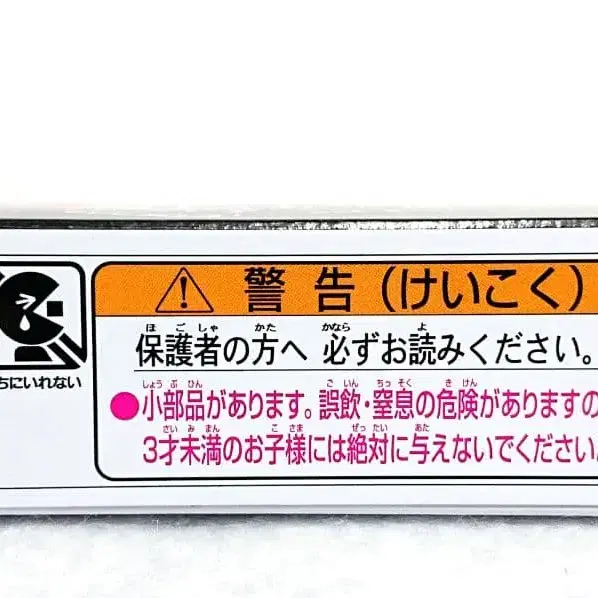 警告（けいこく）
保護者の方へ 必ずお読みください。
ほごしゃ かた かなら よ
●小部品があります。誤飲・窒息の危険がありますの
しょうぶひん ごいん ちっそく きけん
3才未満のお子様には絶対に与えないでください
さいみまん こさま ぜったい あた
ちにいれない